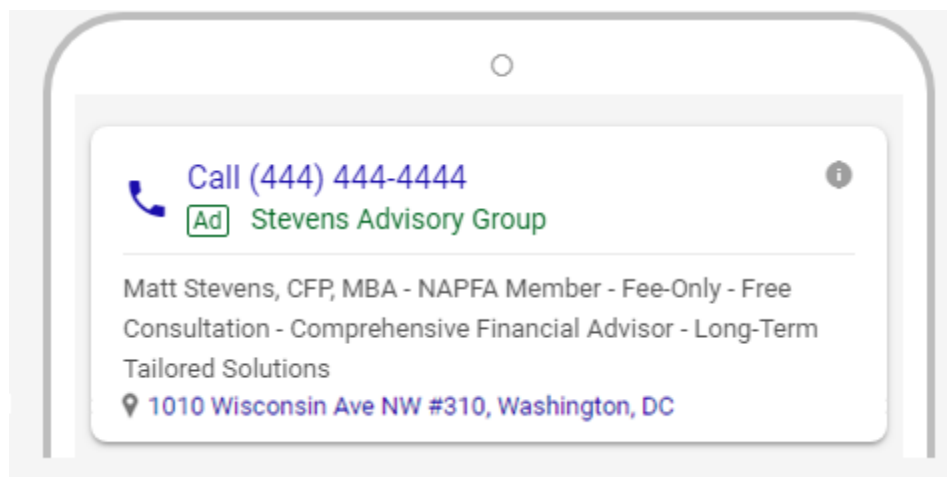 Call (444) 444-4444
Ad Stevens Advisory Group
Matt Stevens, CFP, MBA - NAPFA Member - Fee-Only - Free
Consultation - Comprehensive Financial Advisor - Long-Term
Tailored Solutions
1010 Wisconsin Ave NW #310, Washington, DC